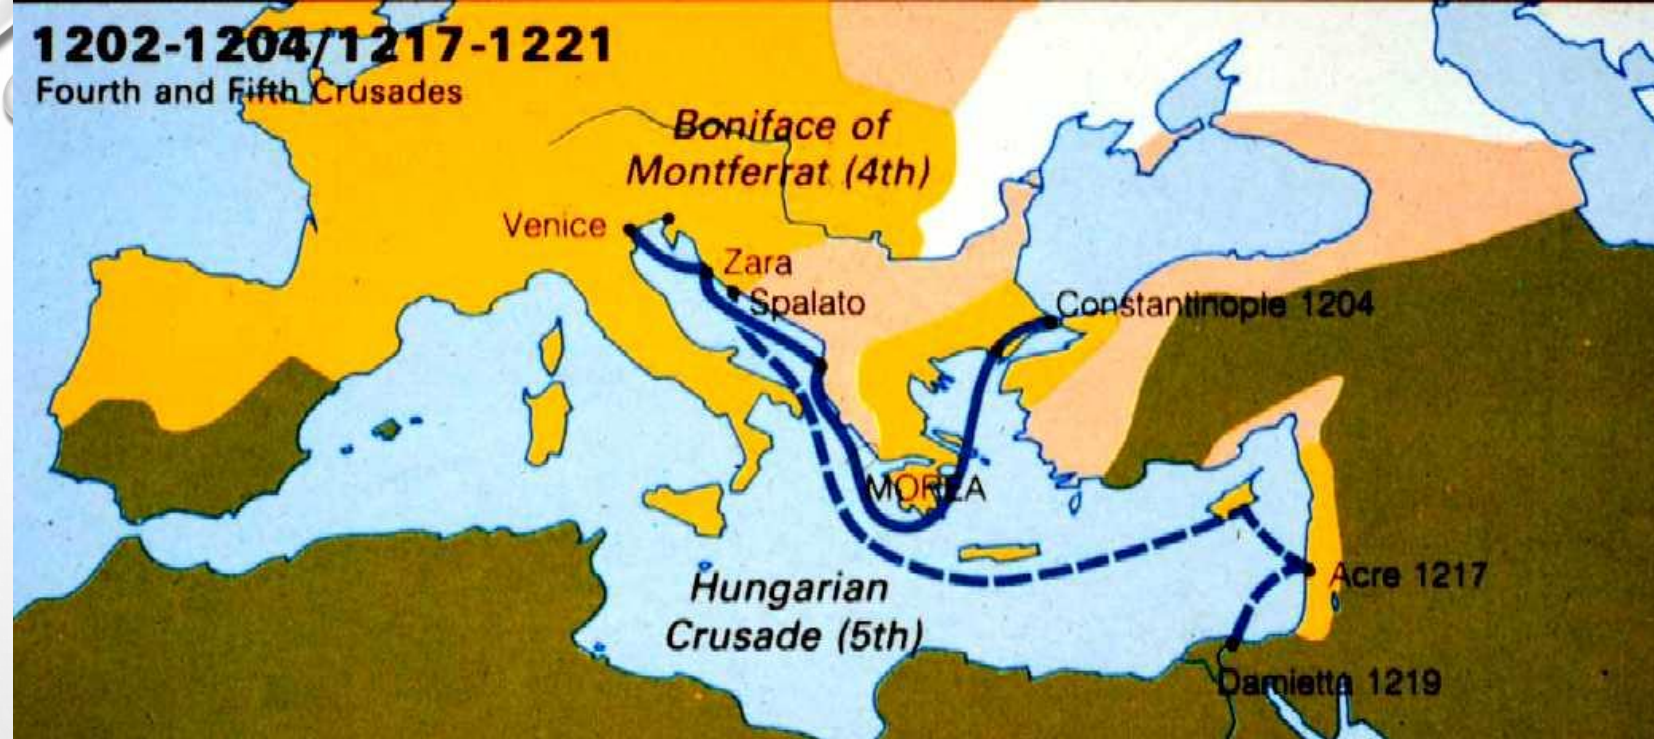 1202-1204/1217-1221
Fourth and Fifth Crusades
Boniface of
Montferrat (4th)
Venice
Zara
Spalato
Constantinople 1204
MOREA
Hungarian
Crusade (5th)
Acre 1217
Damietta 1219